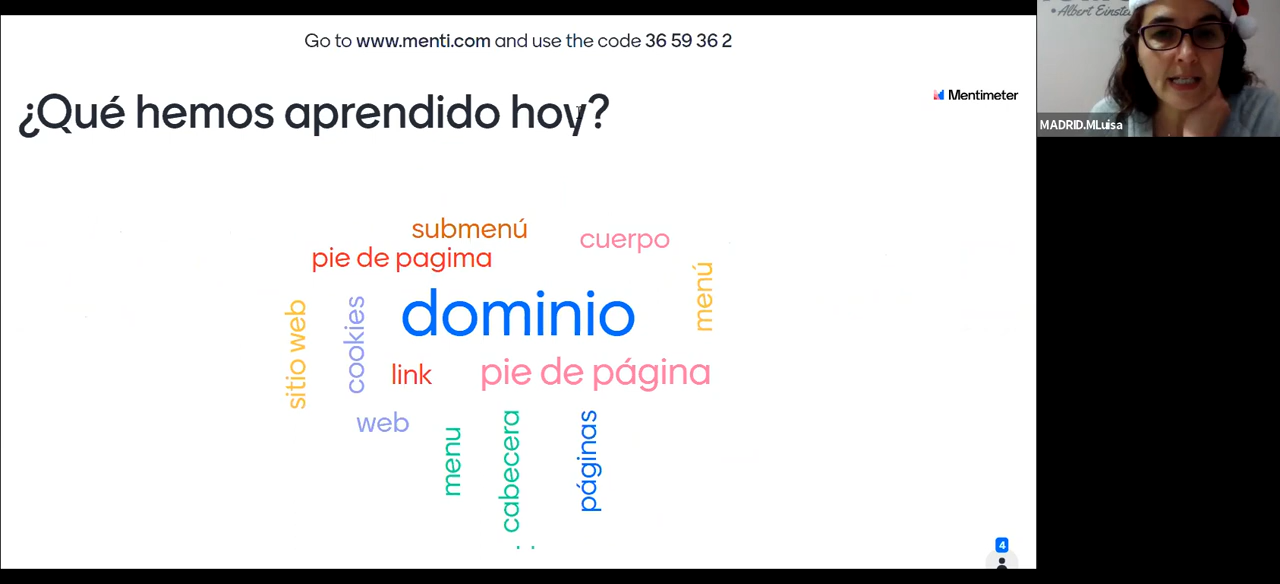 Go to www.menti.com and use the code 36 59 36 2
Mentimeter
¿Qué hemos aprendido hoy?
submenú
cuerpo
pie de pagima
menú
dominio
sitio web
cookies
link
pie de página
web
menu
cabecera
páginas
4
• Albert Einste
MADRID.MLuisa